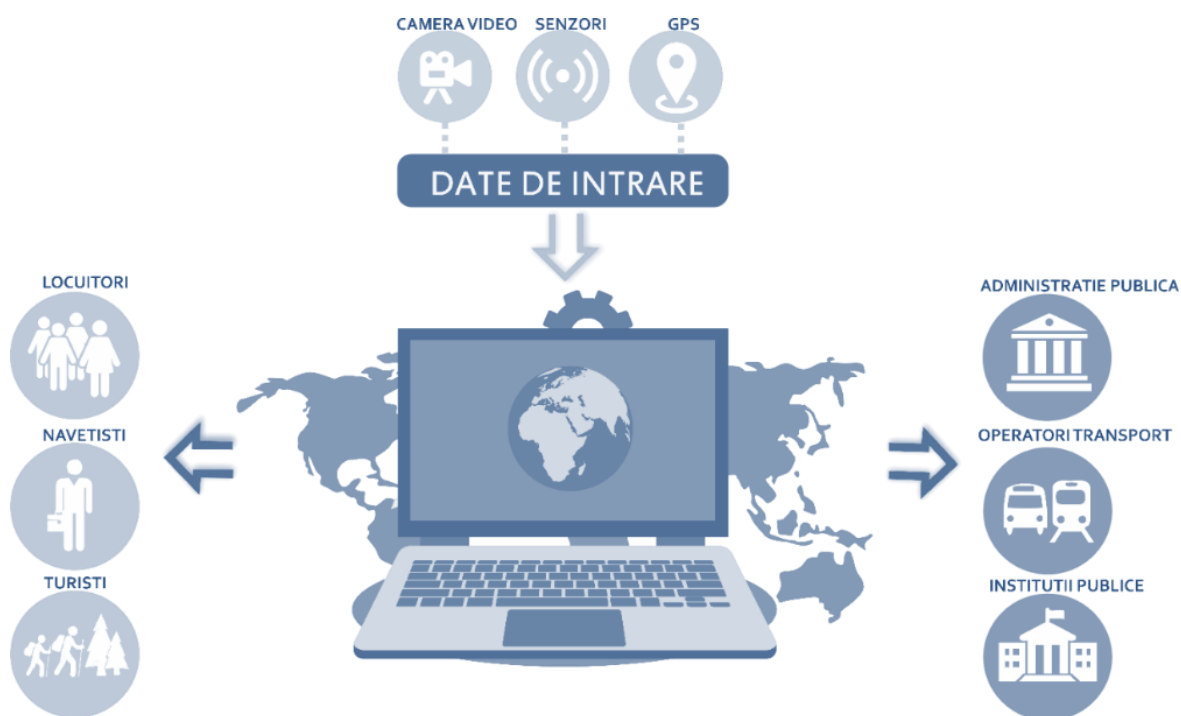 CAMERA VIDEO
SENZORI
GPS
DATE DE INTRARE
LOCUITORI
NAVETISTI
TURISTI
ADMINISTRATIE PUBLICA
OPERATORI TRANSPORT
INSTITUTII PUBLICE